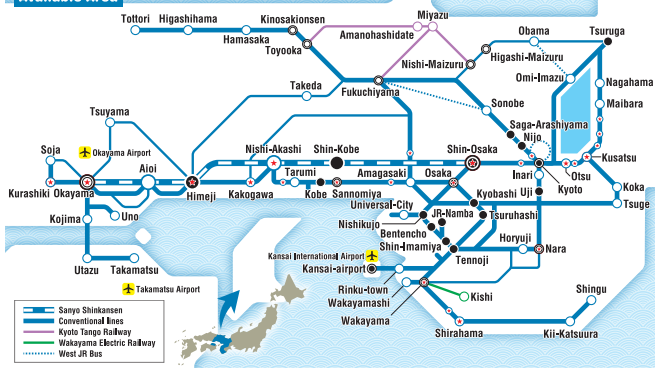 Available Area
Tottori
Higashihama
Hamasaka
Kinosakionsen
Toyooka
Amanohashidate
Miyazu
Nishi-Maizuru
Higashi-Maizuru
Obama
Tsuruga
Omi-Imazu
Nagahama
Maibara
Takeda
Fukuchiyama
Sonobe
Saga-Arashiyama
Nijo
Tsuyama
Okayama Airport
Soja
Kurashiki
Okayama
Aioi
Himeji
Kakogawa
Nishi-Akashi
Tarumi
Shin-Kobe
Kobe
Sannomiya
Amagasaki
Shin-Osaka
Osaka
Inari
Uji
Kyoto
Otsu
Kusatsu
Koka
Tsuge
Kojima
Uno
Utazu
Takamatsu
Takamatsu Airport
Universal-City
Nishikujo
Bentencho
Shin-Imamiya
JR-Namba
Kyobashi
Tsuruhashi
Tennoji
Horyuji
Nara
Kansai International Airport
Kansai-airport
Rinku-town
Wakayamashi
Wakayama
Kishi
Shirahama
Kii-Katsuura
Shingu
Sanyo Shinkansen
Conventional lines
Kyoto Tango Railway
Wakayama Electric Railway
West JR Bus